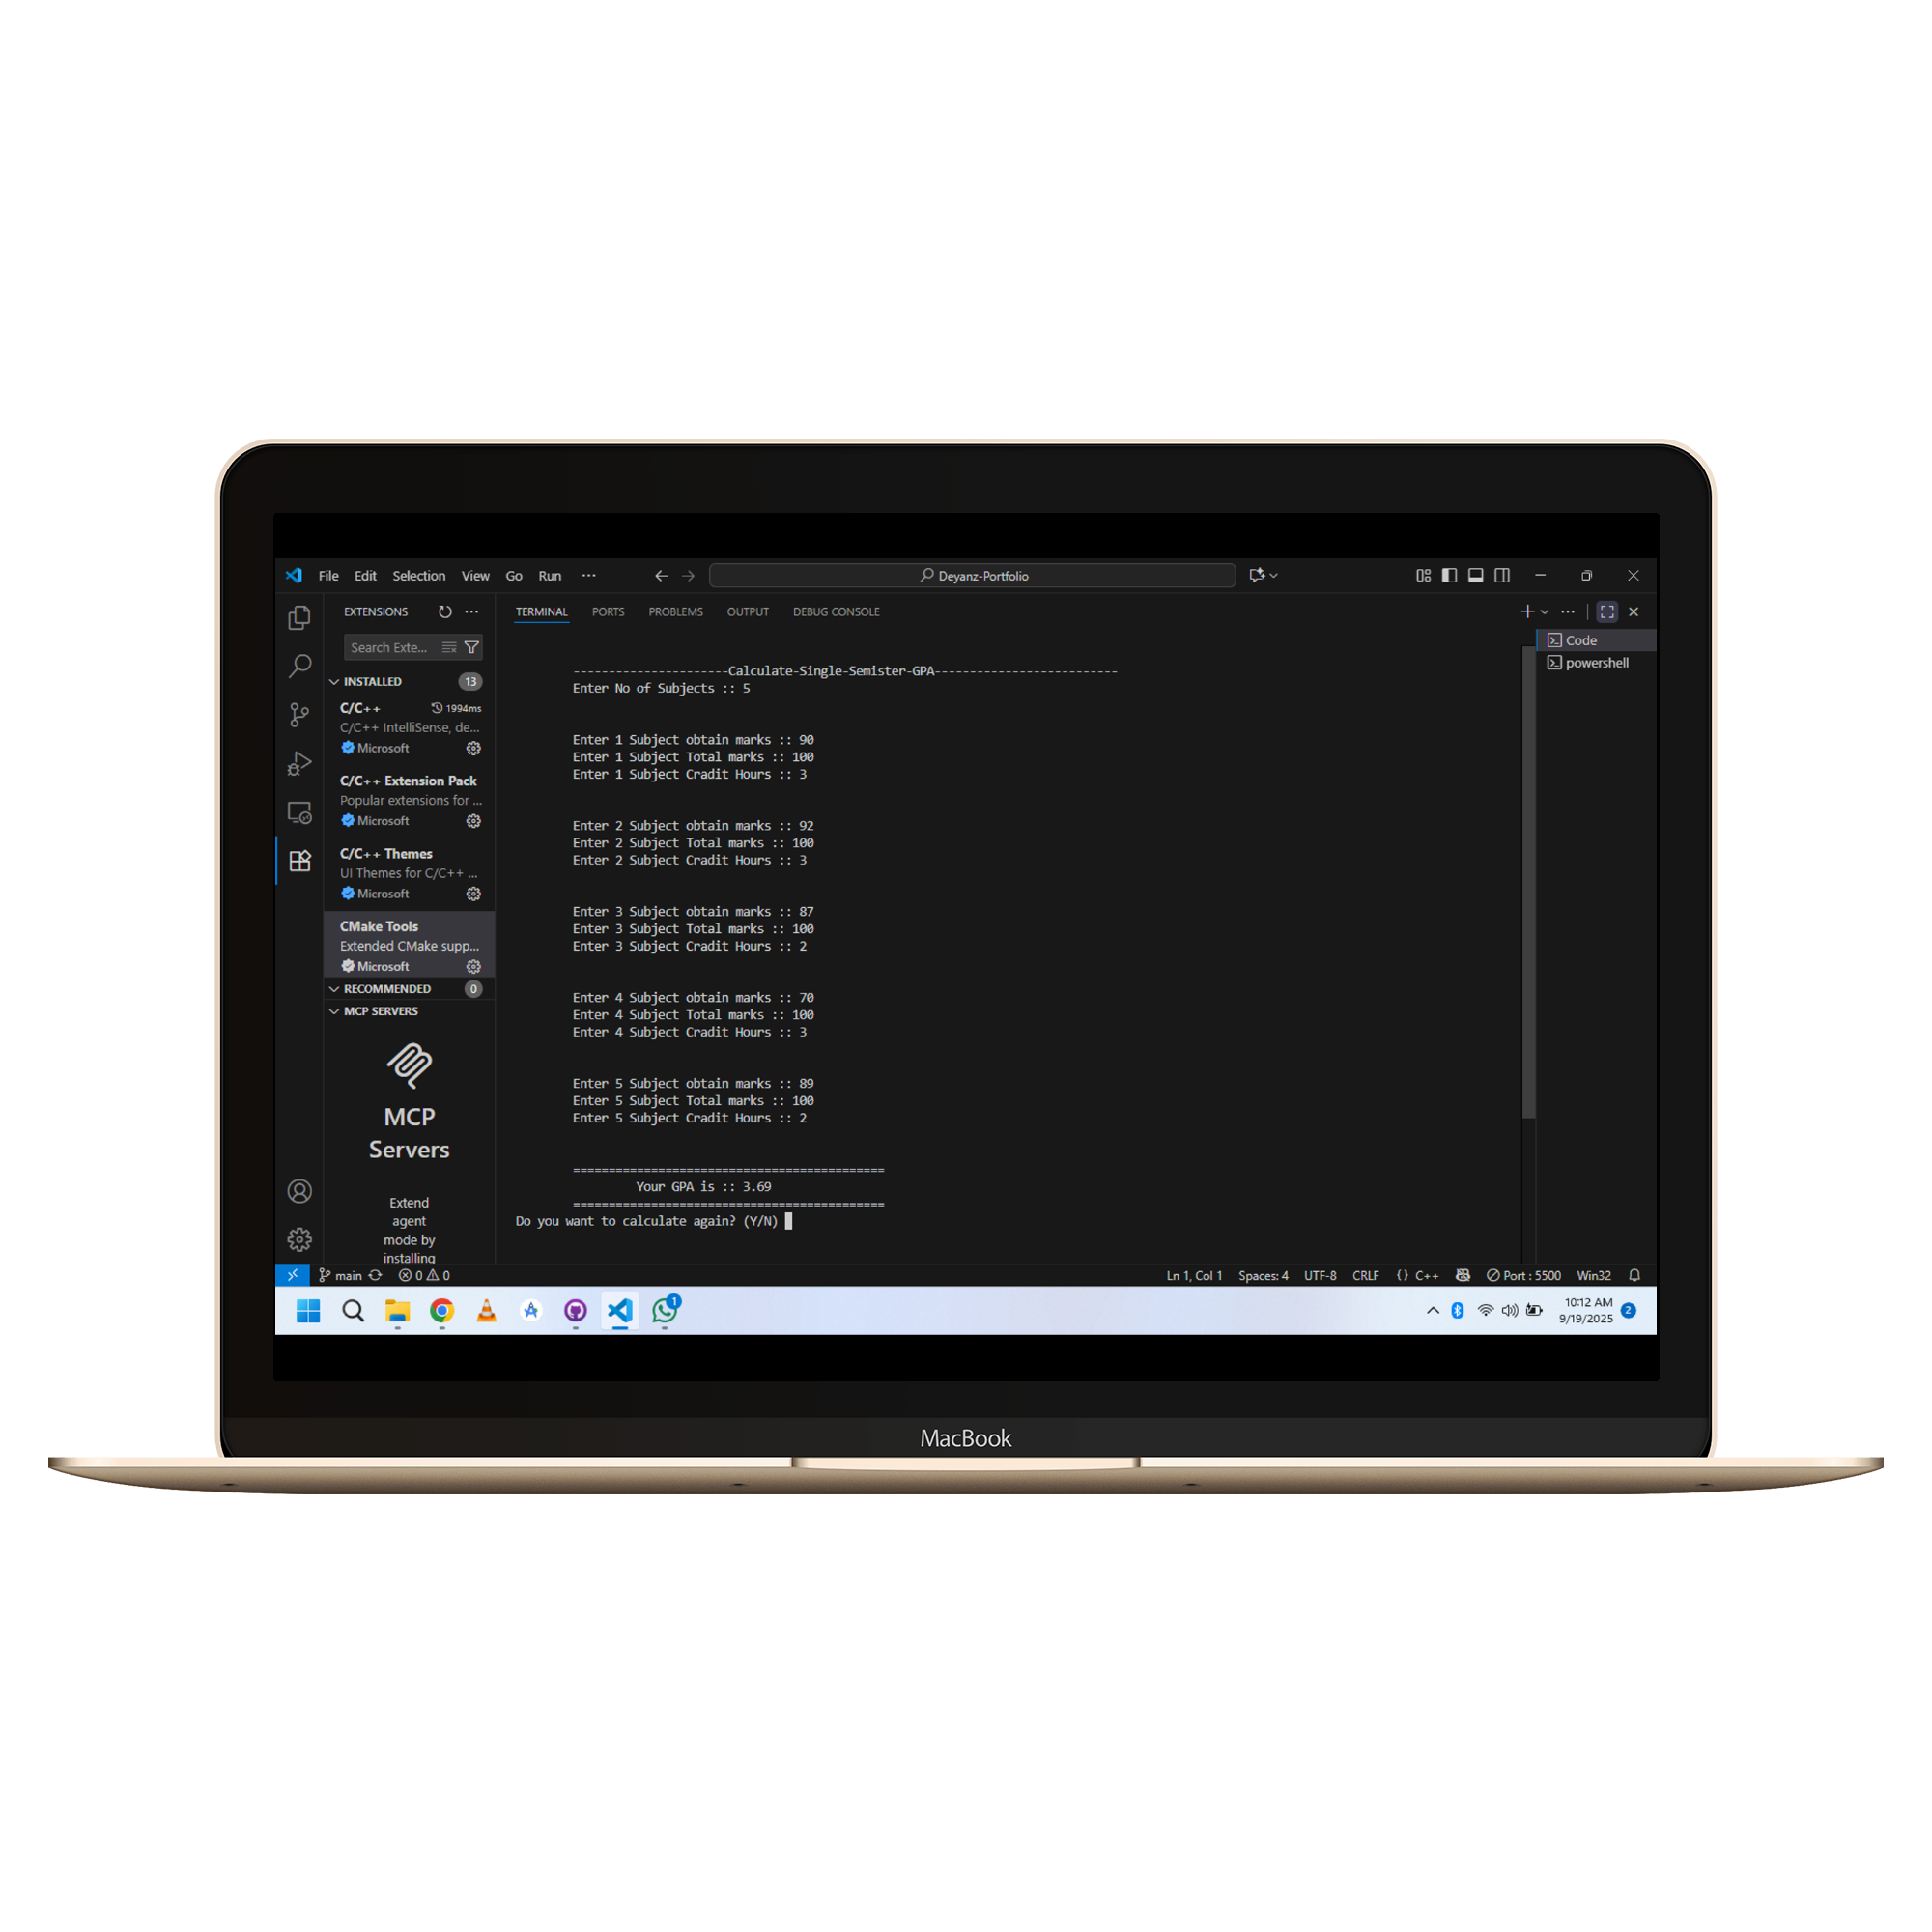 File Edit Selection View Go Run ··· Deyanz-Portfolio
EXTENSIONS
Search Exte...
INSTALLED 13
C/C++ 1994ms
C/C++ IntelliSense, de...
Microsoft
C/C++ Extension Pack
Popular extensions for ...
Microsoft
C/C++ Themes
UI Themes for C/C++ ...
Microsoft
CMake Tools
Extended CMake supp...
Microsoft
RECOMMENDED 0
MCP SERVERS
MCP
Servers
Extend
agent
mode by
installing
TERMINAL PORTS PROBLEMS OUTPUT DEBUG CONSOLE
Code
powershell
----------------------Calculate-Single-Semister-GPA--------------------------
Enter No of Subjects :: 5
Enter 1 Subject obtain marks :: 90
Enter 1 Subject Total marks :: 100
Enter 1 Subject Cradit Hours :: 3
Enter 2 Subject obtain marks :: 92
Enter 2 Subject Total marks :: 100
Enter 2 Subject Cradit Hours :: 3
Enter 3 Subject obtain marks :: 87
Enter 3 Subject Total marks :: 100
Enter 3 Subject Cradit Hours :: 2
Enter 4 Subject obtain marks :: 70
Enter 4 Subject Total marks :: 100
Enter 4 Subject Cradit Hours :: 3
Enter 5 Subject obtain marks :: 89
Enter 5 Subject Total marks :: 100
Enter 5 Subject Cradit Hours :: 2
============================================
Your GPA is :: 3.69
============================================
Do you want to calculate again? (Y/N)
main 0 0 Ln 1, Col 1 Spaces: 4 UTF-8 CRLF {} C++ Port : 5500 Win32
1
10:12 AM
9/19/2025 2
MacBook